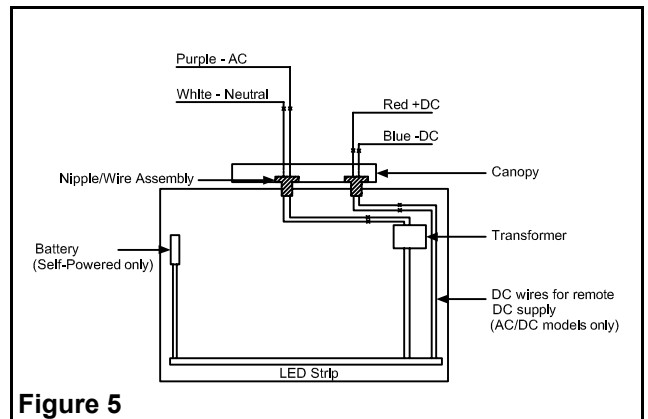 Purple - AC
White - Neutral
Red +DC
Blue -DC
Nipple/Wire Assembly
Canopy
Battery
(Self-Powered only)
Transformer
DC wires for remote
DC supply
(AC/DC models only)
LED Strip
Figure 5